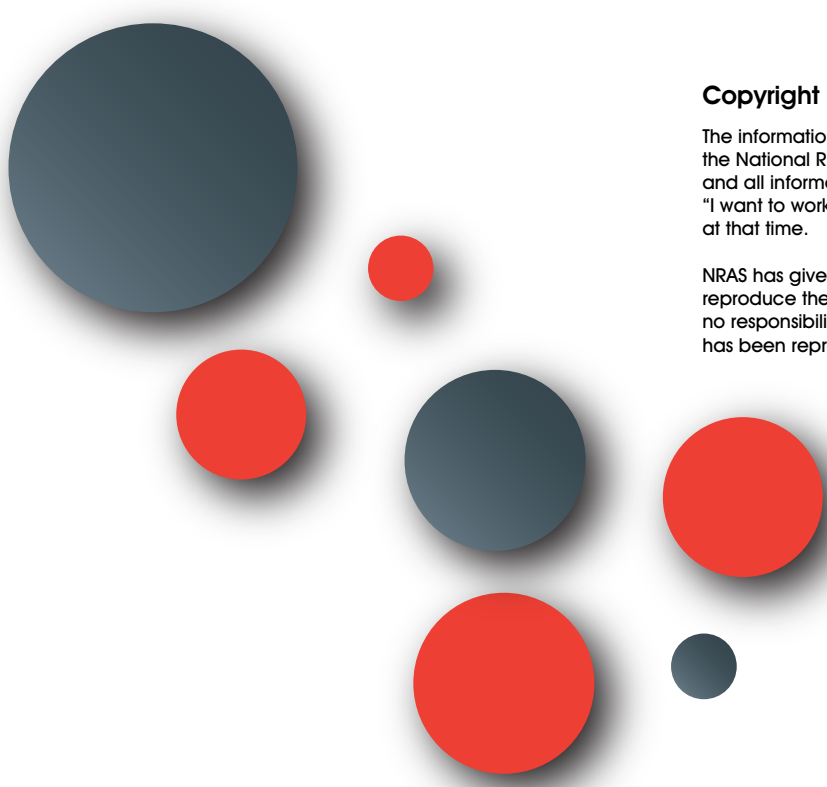 Copyright
The informatio
the National R
and all informa
“I want to work
at that time.
NRAS has give
reproduce the
no responsibili
has been repr